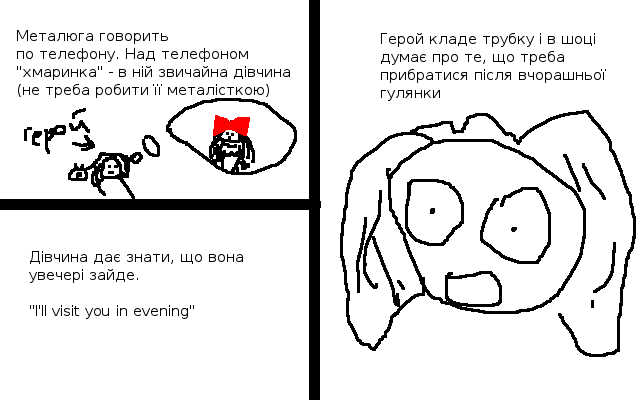 Металюга говорить
по телефону. Над телефоном
"хмаринка" - в ній звичайна дівчина
(не треба робити її металісткою)
герой
Дівчина дає знати, що вона
увечері зайде.
"I'll visit you in evening"
Герой кладе трубку і в шоці
думає про те, що треба
прибратися після вчорашньої
гулянки